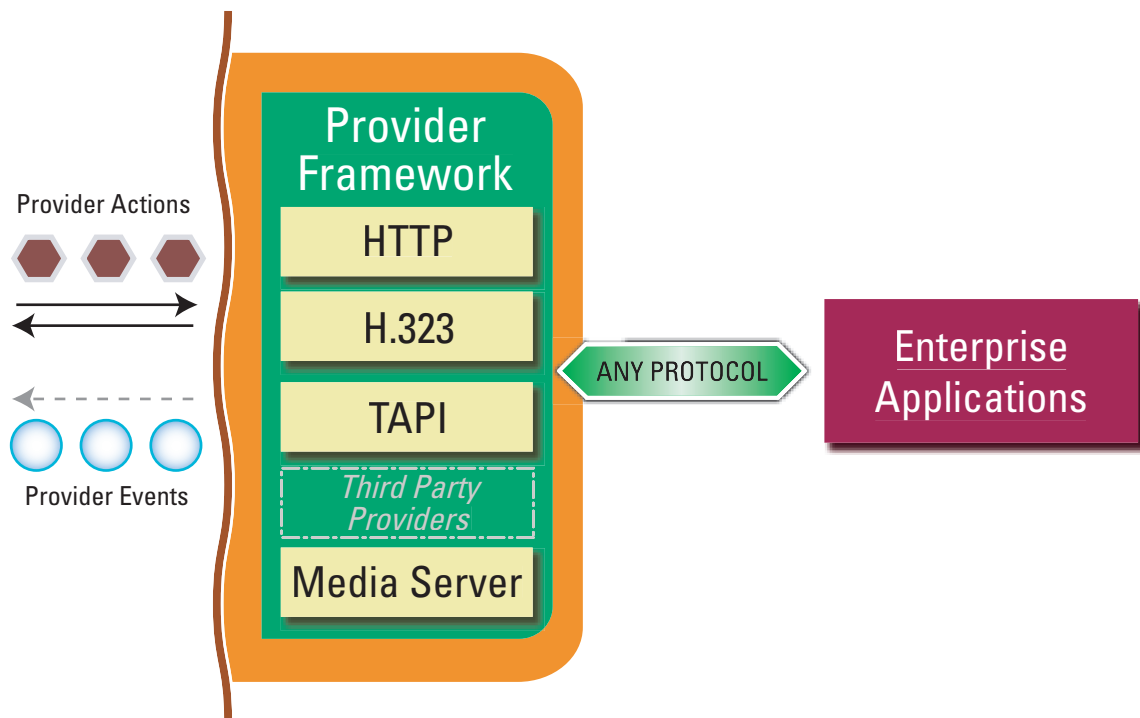 Provider
Framework
Provider Actions
HTTP
H.323
TAPI
Third Party
Providers
Media Server
Provider Events
ANY PROTOCOL
Enterprise
Applications